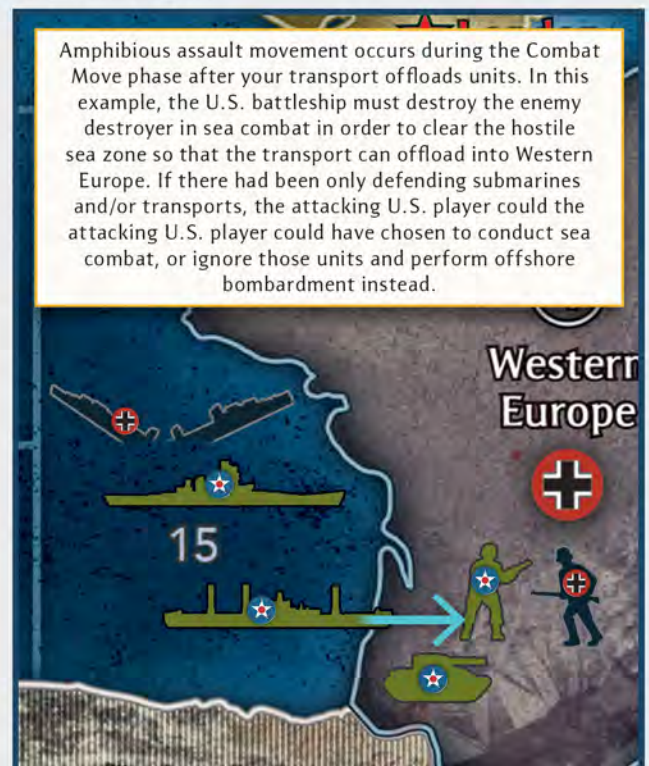 Amphibious assault movement occurs during the Combat
Move phase after your transport offloads units. In this
example, the U.S. battleship must destroy the enemy
destroyer in sea combat in order to clear the hostile
sea zone so that the transport can offload into Western
Europe. If there had been only defending submarines
and/or transports, the attacking U.S. player could the
attacking U.S. player could have chosen to conduct sea
combat, or ignore those units and perform offshore
bombardment instead.
Western
Europe
15